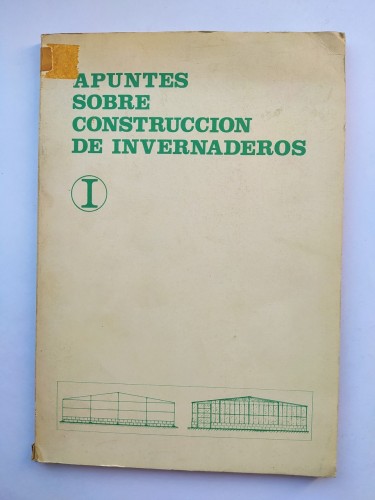 APUNTES
SOBRE
CONSTRUCCION
DE INVERNADEROS
I